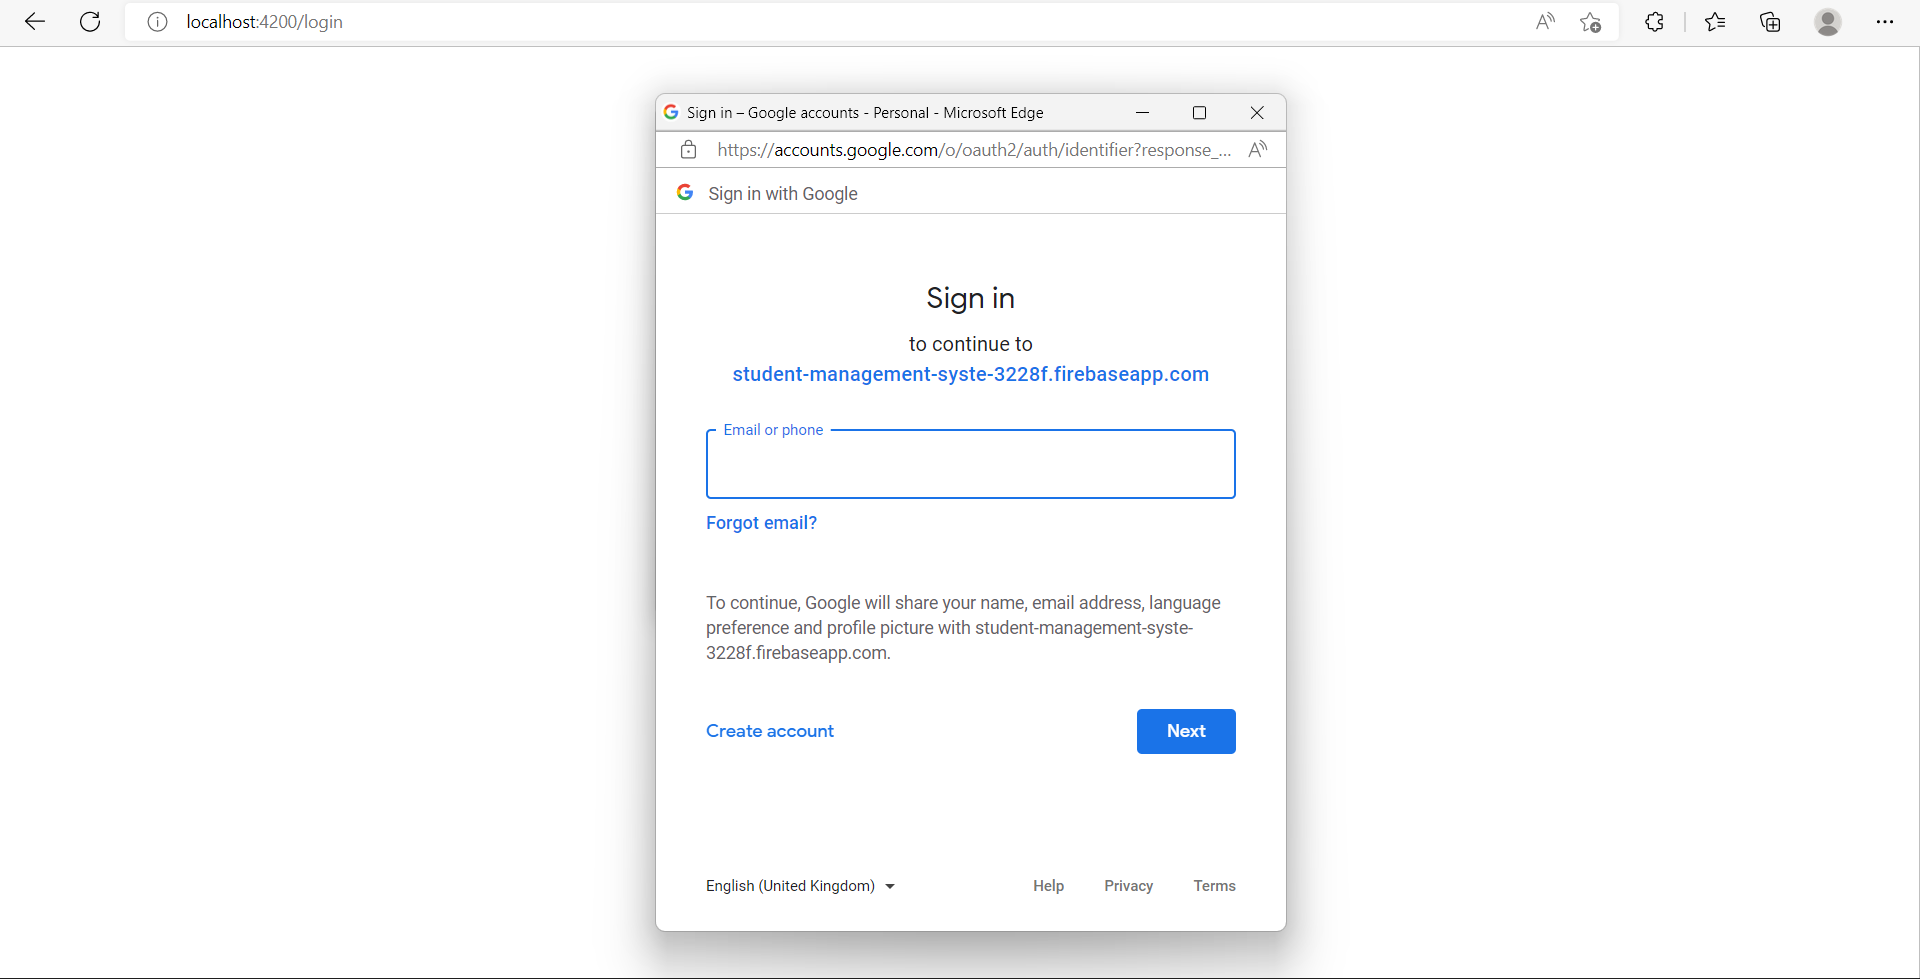 localhost:4200/login
Sign in – Google accounts - Personal - Microsoft Edge
https://accounts.google.com/o/oauth2/auth/identifier?response_...
Sign in with Google
Sign in
to continue to
student-management-syste-3228f.firebaseapp.com
Email or phone
Forgot email?
To continue, Google will share your name, email address, language
preference and profile picture with student-management-syste-
3228f.firebaseapp.com.
Create account
Next
English (United Kingdom)
Help
Privacy
Terms